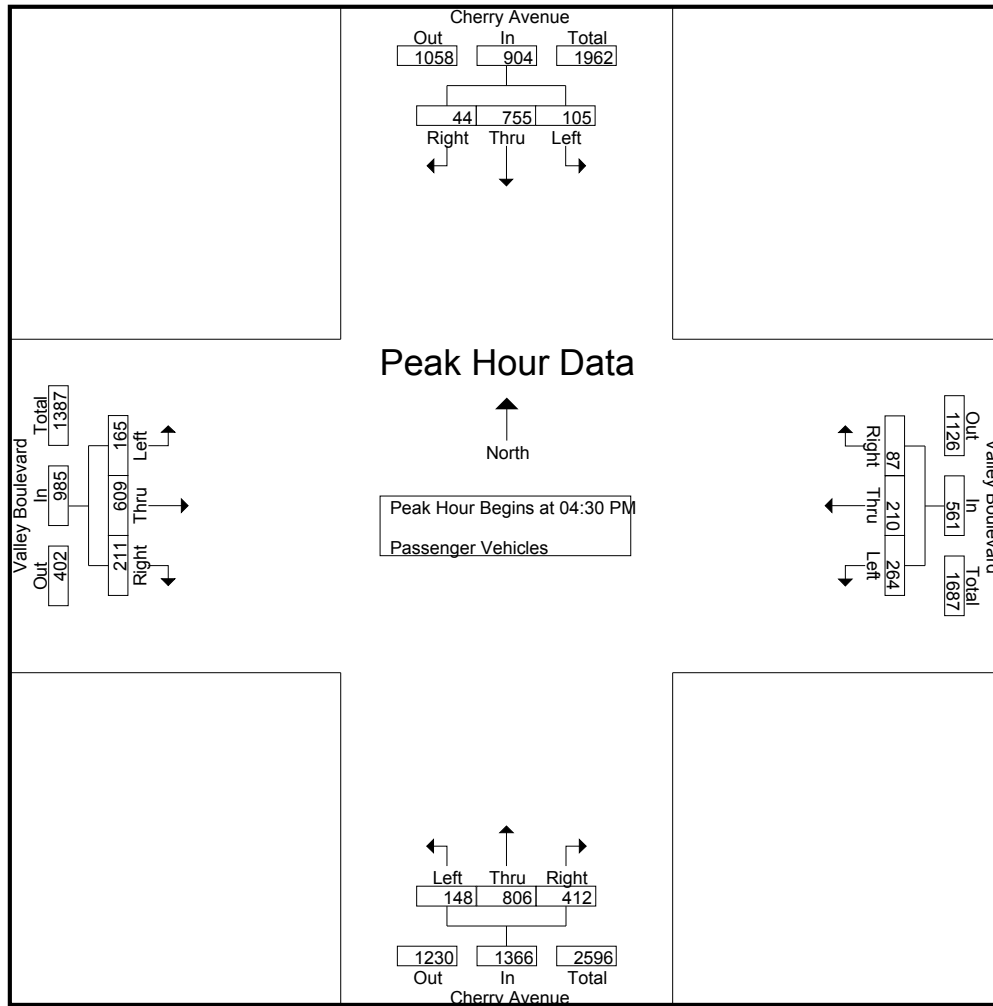 Cherry Avenue
Out In Total
1058 904 1962
44 755 105
Right Thru Left
Peak Hour Data
North
Peak Hour Begins at 04:30 PM
Passenger Vehicles
Valley Boulevard
Total In Out
1387 985 402
165 609 211
Left Thru Right
Valley Boulevard
Out In Total
1126 561 1687
Right Thru Left
87 210 264
Left Thru Right
148 806 412
1230 1366 2596
Out In Total
Cherry Avenue